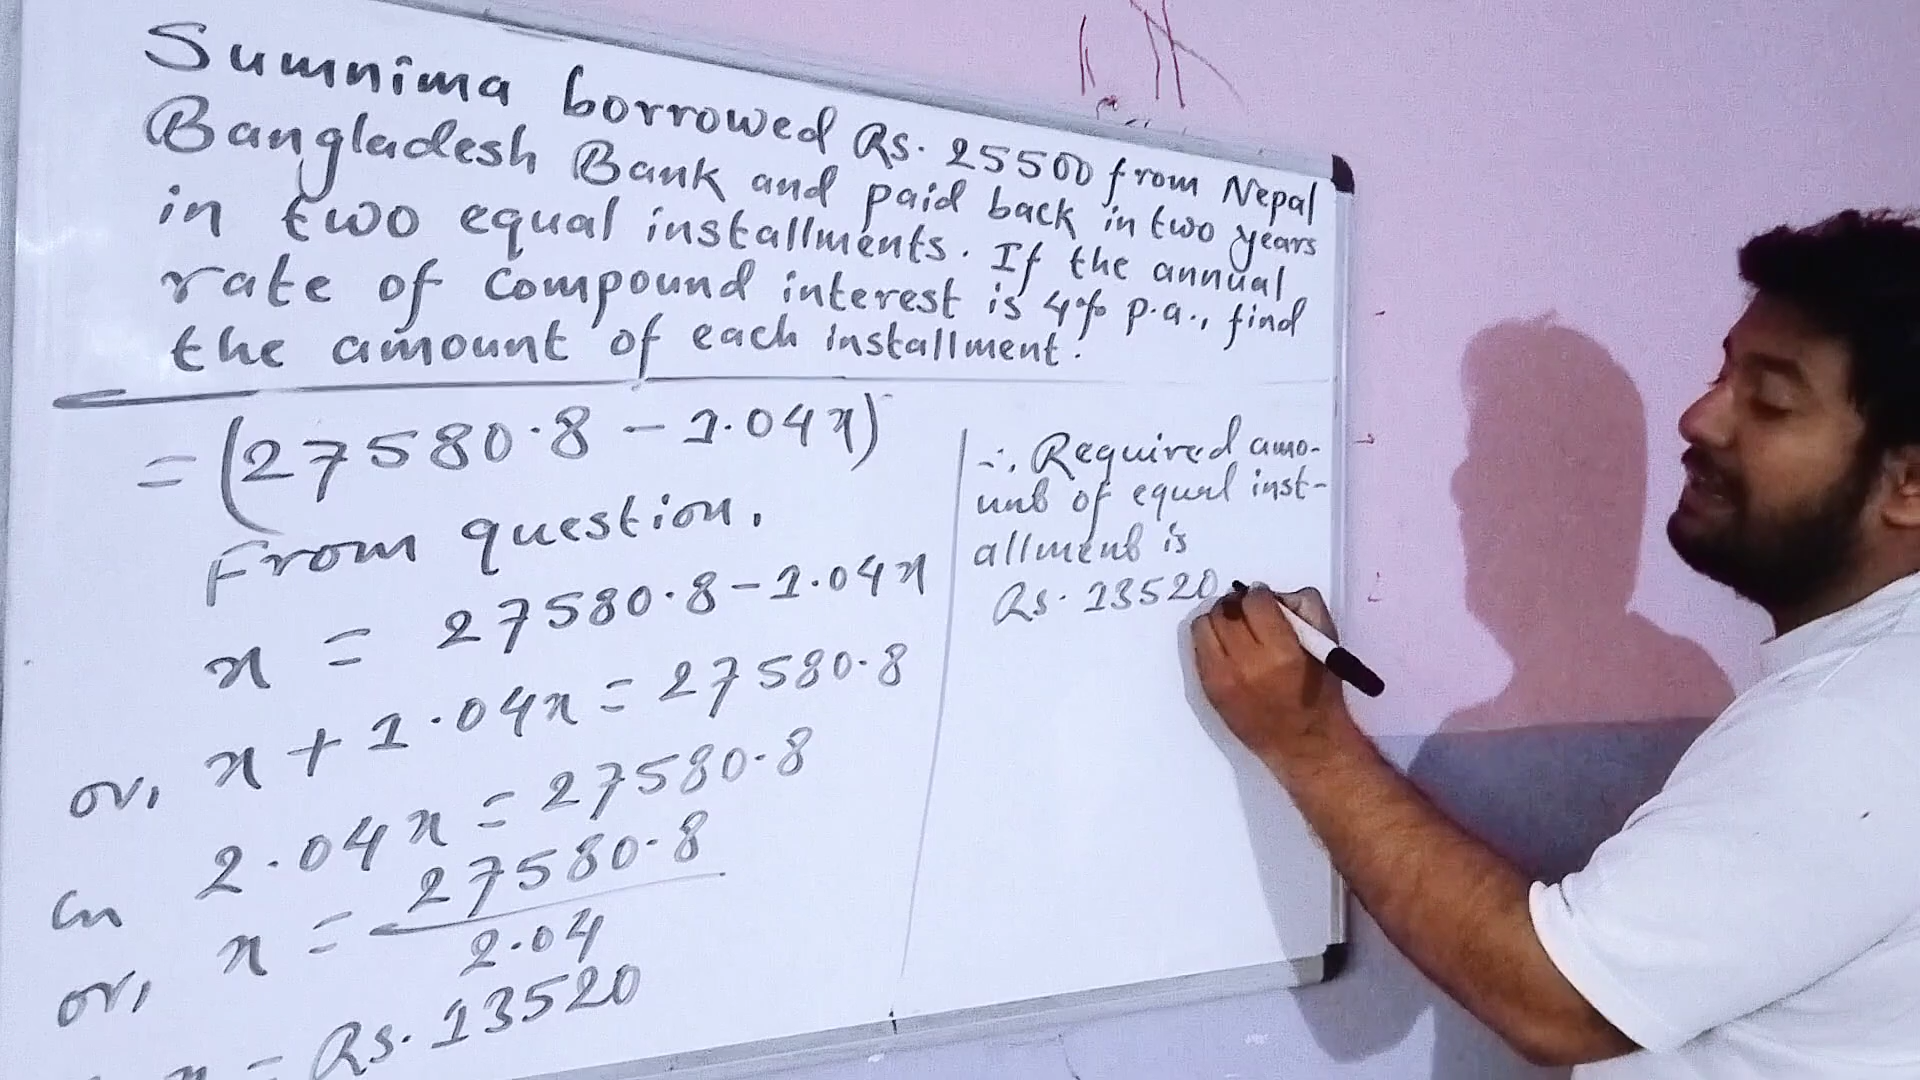 Sumnima borrowed Rs. 25500 from Nepal
Bangladesh Bank and paid back in two years
in two equal installments. If the annual
rate of compound interest is 4% p.a., find
the amount of each installment.
= (27580.8 - 1.04x)
From question,
x = 27580.8 - 1.04x
or, x + 1.04x = 27580.8
or, 2.04x = 27580.8
or, x = 27580.8
2.04
x = Rs. 13520
∴ Required amo-
unt of equal inst-
allment is
Rs. 13520